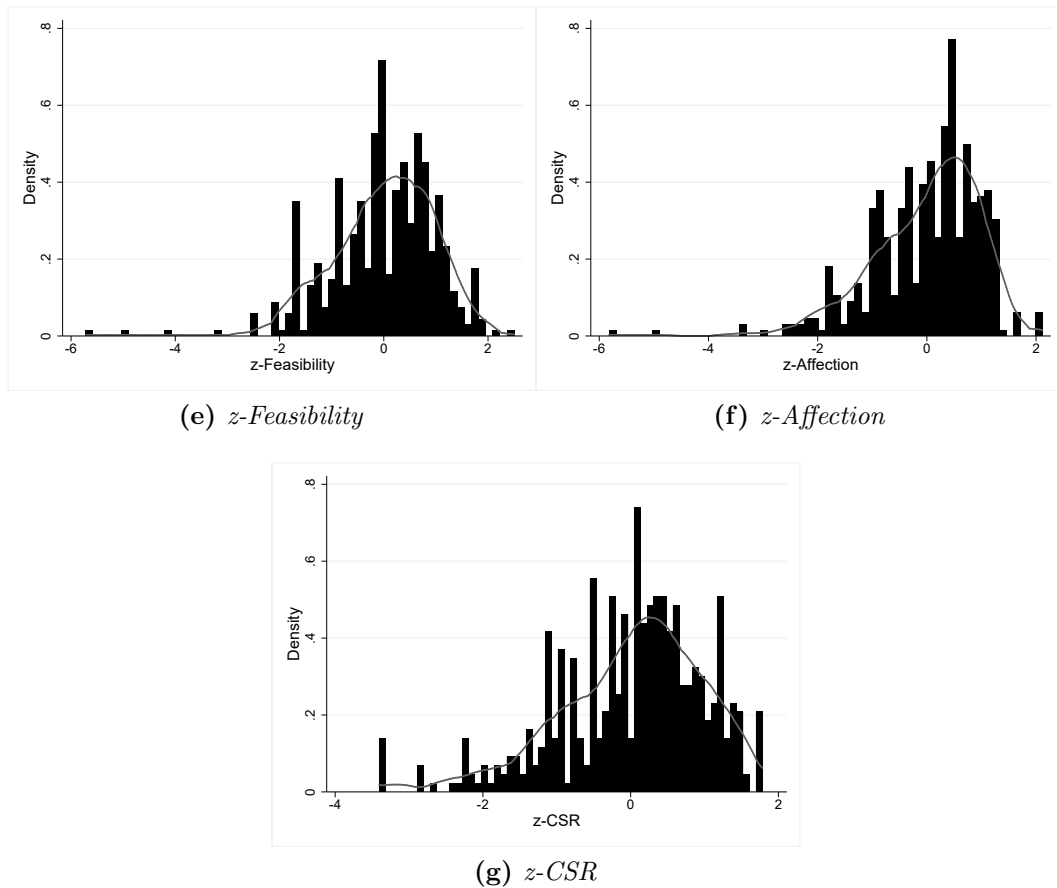 .8
.6
.4
.2
0
Density
-6 -4 -2 0 2
z-Feasibility
(e) z-Feasibility
.8
.6
.4
.2
0
Density
-6 -4 -2 0 2
z-Affection
(f) z-Affection
.8
.6
.4
.2
0
Density
-4 -2 0 2
z-CSR
(g) z-CSR